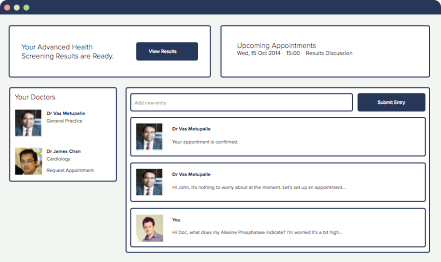 Your Advanced Health
Screening Results are Ready.
View Results
Upcoming Appointments
Wed, 15 Oct 2014 15:00 Results Discussion
Your Doctors
Dr Vas Metupalle
General Practice
Dr James Chan
Cardiology
Request Appointment
Add new entry
Submit Entry
Dr Vas Metupalle
Your appointment is confirmed.
Dr Vas Metupalle
Hi John, it's nothing to worry about at the moment. Let's set up an appointment...
You
Hi Doc, what does my Alkaline Phosphatase indicate? I'm worried it's a bit high...